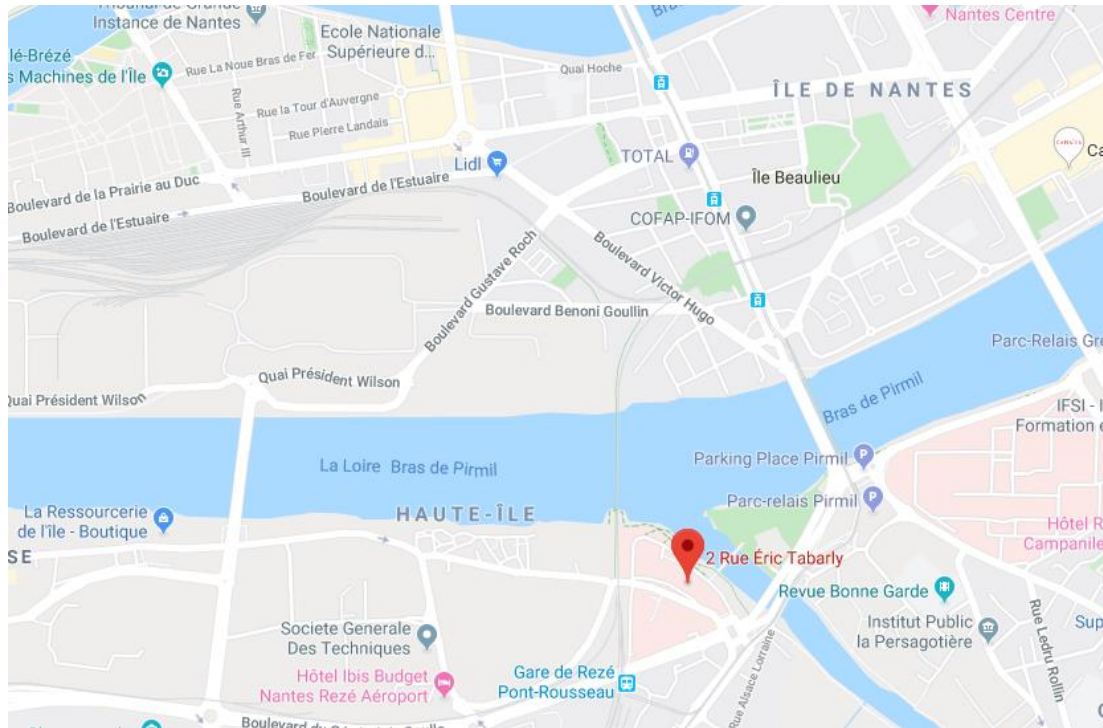 Tribunal de Grande
Instance de Nantes
Ecole Nationale
Supérieure d...
Bras
Nantes Centre
lé-Brézé
s Machines de l'Île
Rue La Noue Bras de Fer
Quai Hoche
ÎLE DE NANTES
Rue Arthur III
Rue la Tour d'Auvergne
Rue Pierre Landais
Lidl
TOTAL
Ca
Île Beaulieu
Boulevard de la Prairie au Duc
Boulevard de l'Estuaire
Boulevard de l'Estuaire
COFAP-IFOM
Boulevard Gustave Roch
Boulevard Victor Hugo
Boulevard Benoni Goullin
Parc-Relais Gre
Quai Président Wilson
Quai Président Wilson
Bras de Pirmil
IFSI - I
Formation e
La Loire Bras de Pirmil
Parking Place Pirmil
P
Parc-relais Pirmil
P
La Ressourcerie
de l'île - Boutique
HAUTE-ÎLE
Hôtel R
Campanile
SE
2 Rue Éric Tabarly
Revue Bonne Garde
Societe Generale
Des Techniques
Institut Public
la Persagotière
Sup
Rue Ledru Rollin
Hôtel Ibis Budget
Nantes Rezé Aéroport
Gare de Rezé
Pont-Rousseau
Rue Alsace Lorraine